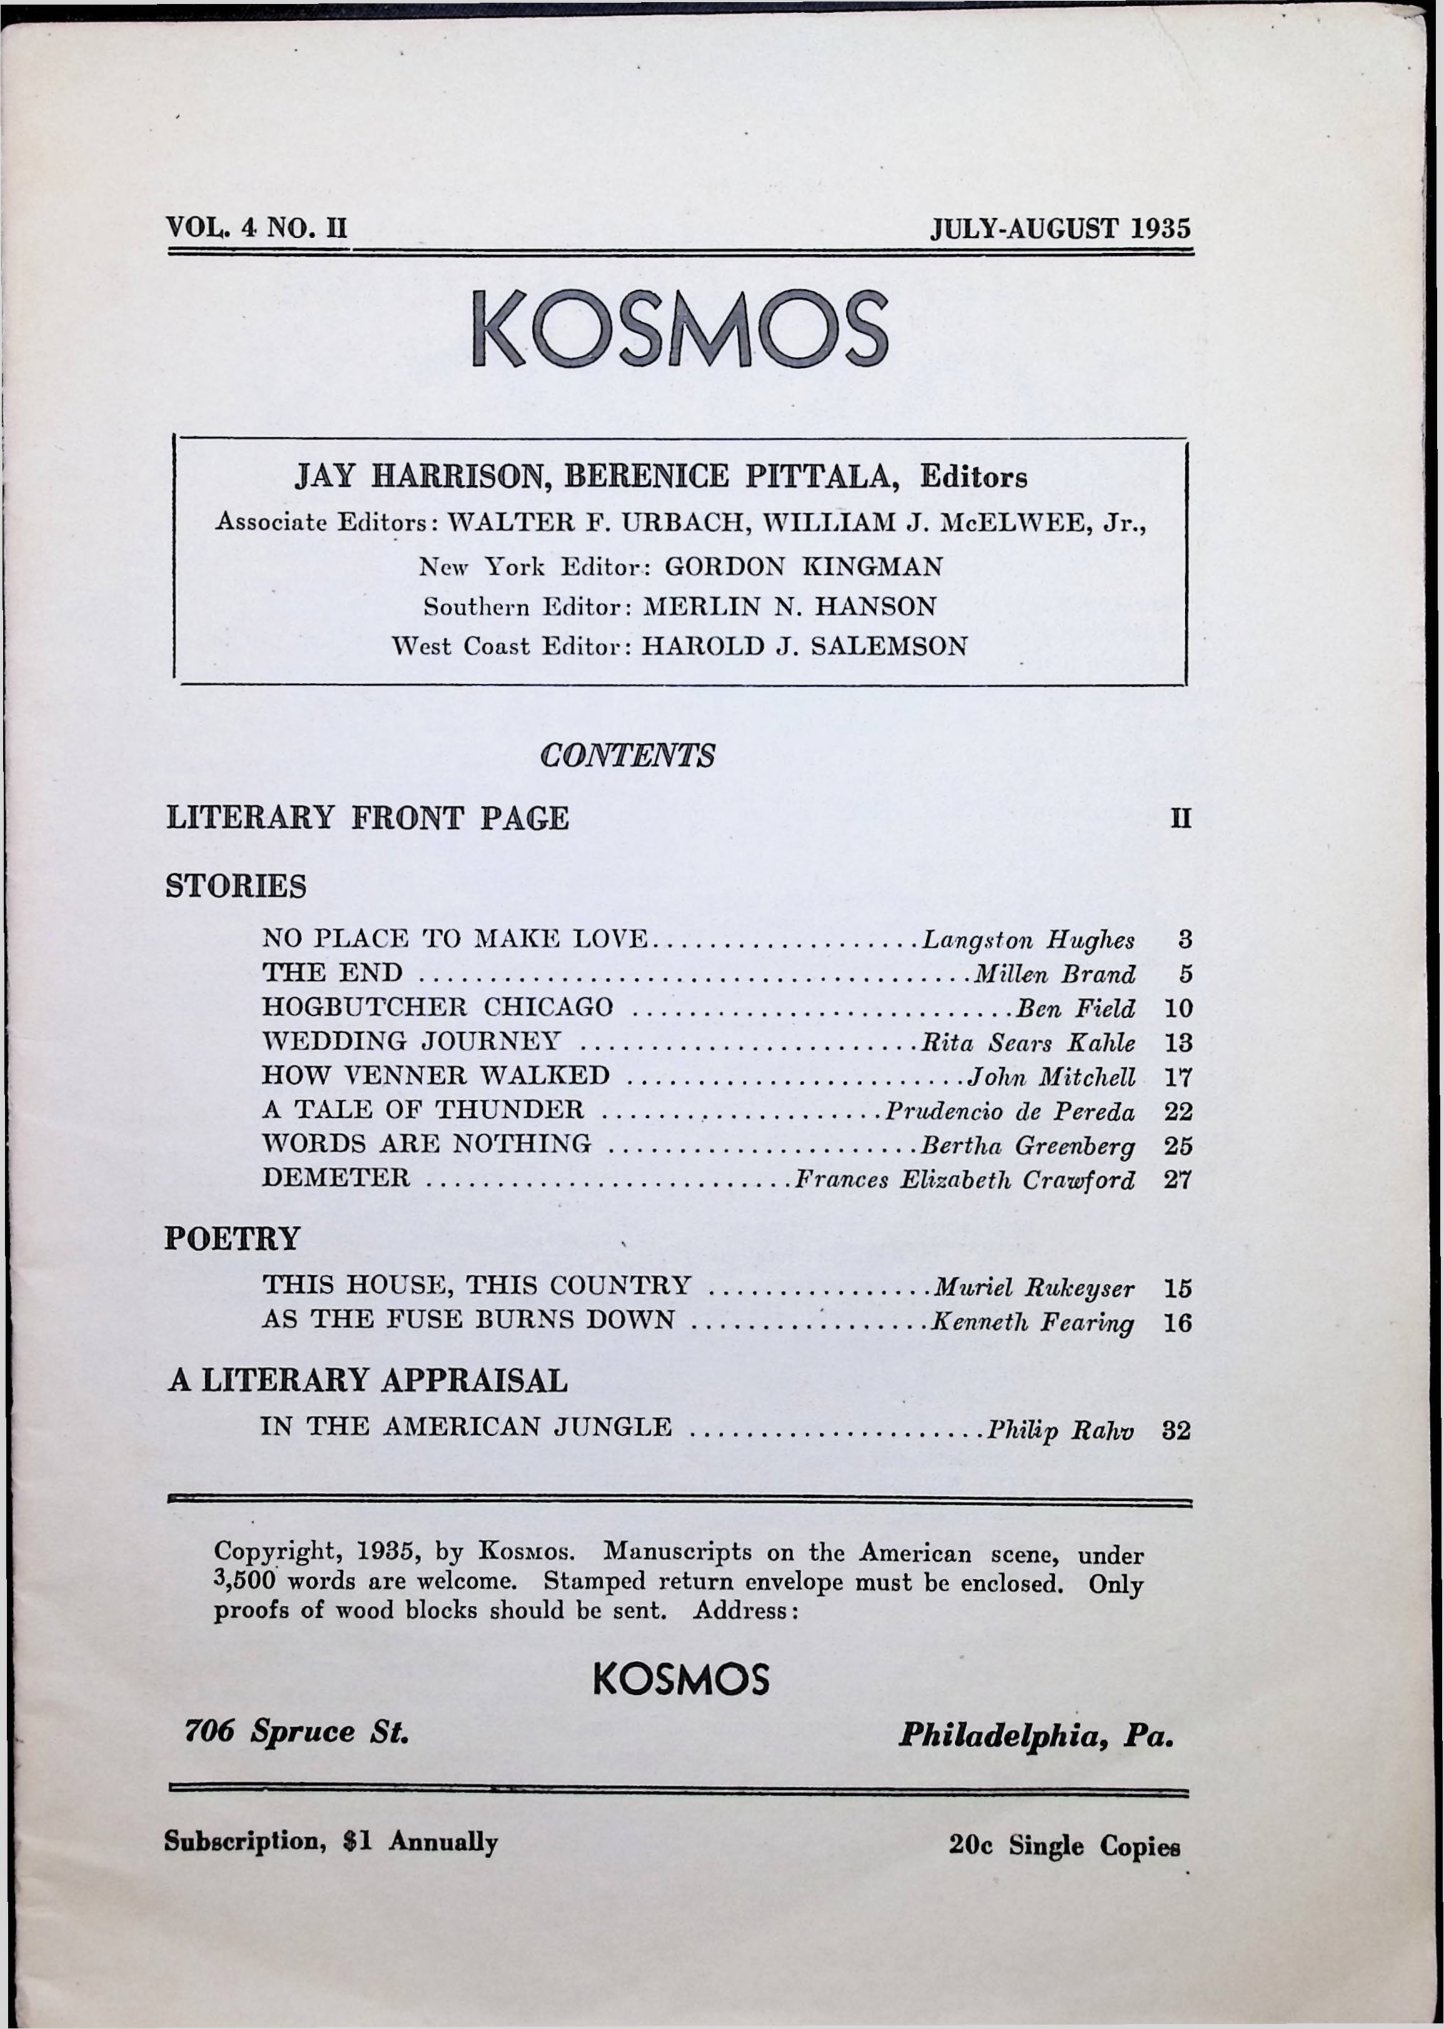 VOL. 4 NO. II JULY-AUGUST 1935
KOSMOS
JAY HARRISON, BERENICE PITTALA, Editors
Associate Editors: WALTER F. URBACH, WILLIAM J. McELWEE, Jr.,
New York Editor: GORDON KINGMAN
Southern Editor: MERLIN N. HANSON
West Coast Editor: HAROLD J. SALEMSON
CONTENTS
LITERARY FRONT PAGE II
STORIES
NO PLACE TO MAKE LOVE...................Langston Hughes 3
THE END .......................................Millen Brand 5
HOGBUTCHER CHICAGO ...........................Ben Field 10
WEDDING JOURNEY ........................Rita Sears Kahle 13
HOW VENNER WALKED ........................John Mitchell 17
A TALE OF THUNDER ....................Prudencio de Pereda 22
WORDS ARE NOTHING ......................Bertha Greenberg 25
DEMETER ..........................Frances Elizabeth Crawford 27
POETRY
THIS HOUSE, THIS COUNTRY ................Muriel Rukeyser 15
AS THE FUSE BURNS DOWN .................Kenneth Fearing 16
A LITERARY APPRAISAL
IN THE AMERICAN JUNGLE .....................Philip Rahv 32
Copyright, 1935, by KOSMOS. Manuscripts on the American scene, under
3,500 words are welcome. Stamped return envelope must be enclosed. Only
proofs of wood blocks should be sent. Address:
KOSMOS
706 Spruce St. Philadelphia, Pa.
Subscription, $1 Annually 20c Single Copies